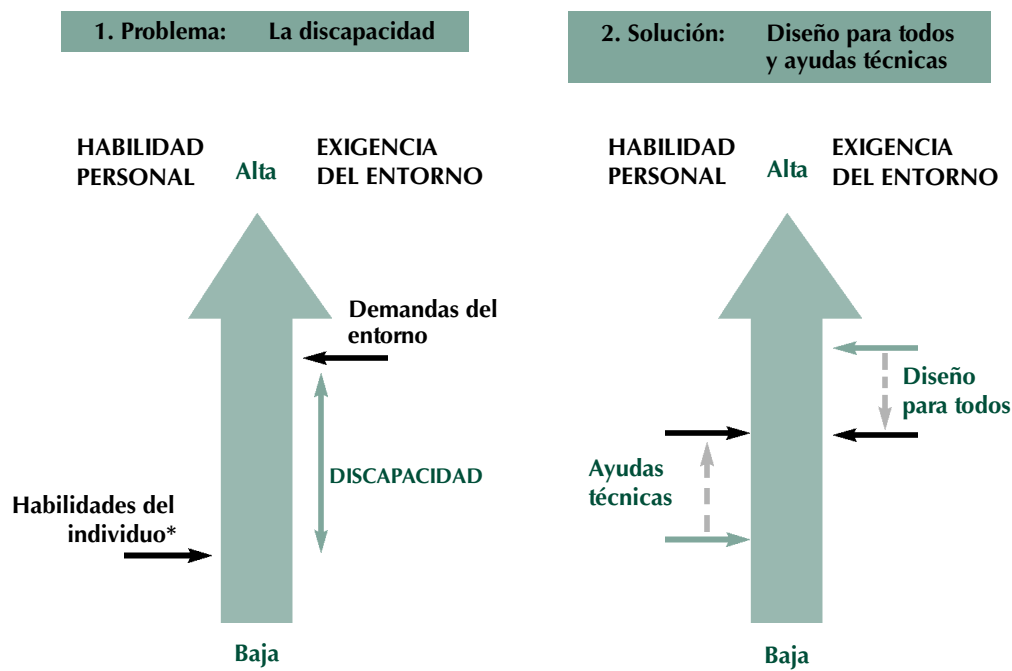 1. Problema: La discapacidad
HABILIDAD
PERSONAL
Alta
EXIGENCIA
DEL ENTORNO
Demandas del
entorno
DISCAPACIDAD
Habilidades del
individuo*
Baja
2. Solución: Diseño para todos
y ayudas técnicas
HABILIDAD
PERSONAL
Alta
EXIGENCIA
DEL ENTORNO
Diseño
para todos
Ayudas
técnicas
Baja